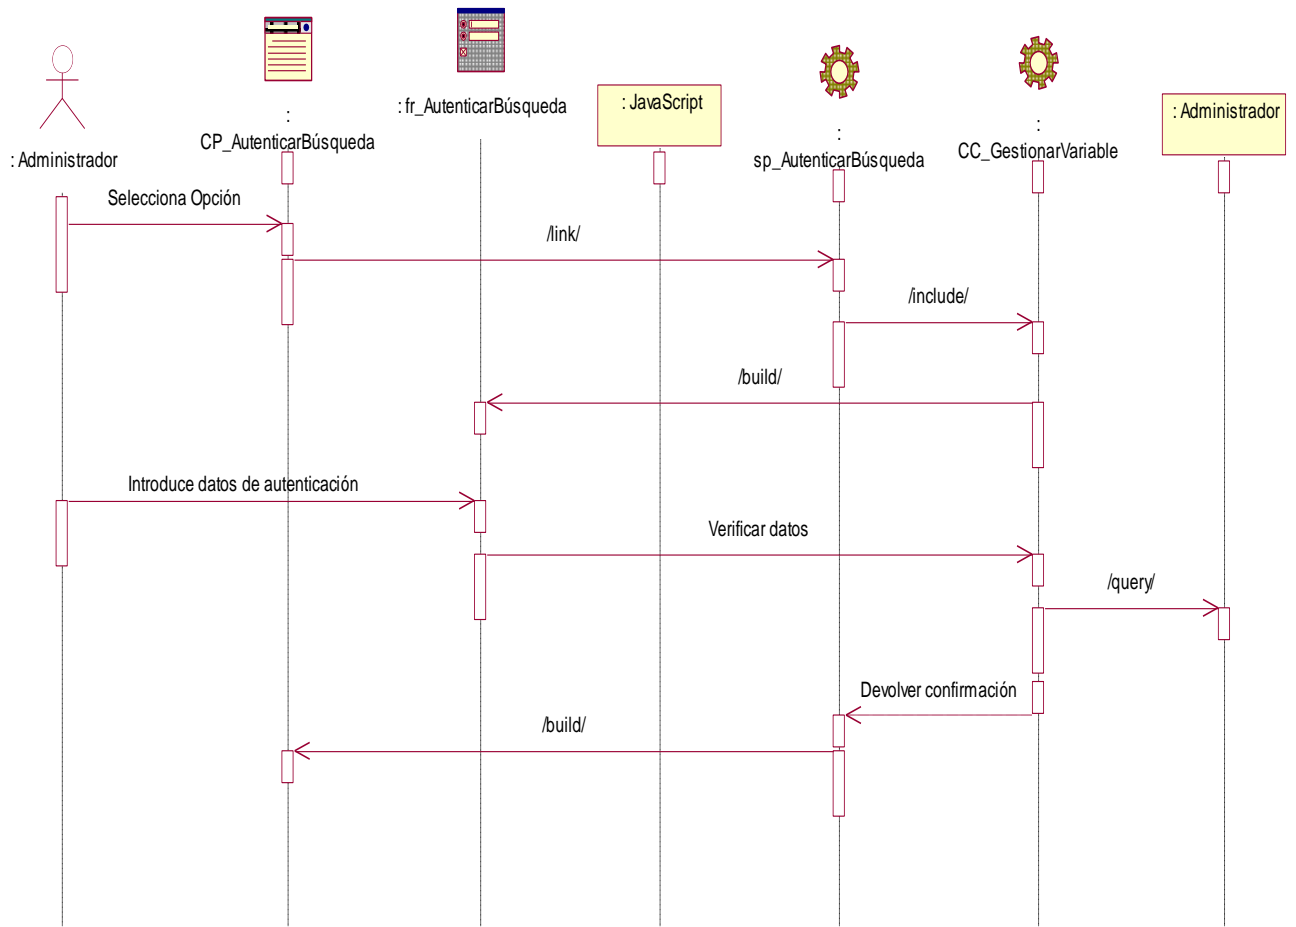 : Administrador
:
CP_AutenticarBúsqueda
: fr_AutenticarBúsqueda
: JavaScript
:
sp_AutenticarBúsqueda
:
CC_GestionarVariable
: Administrador
Selecciona Opción
/link/
/include/
/build/
Introduce datos de autenticación
Verificar datos
/query/
Devolver confirmación
/build/